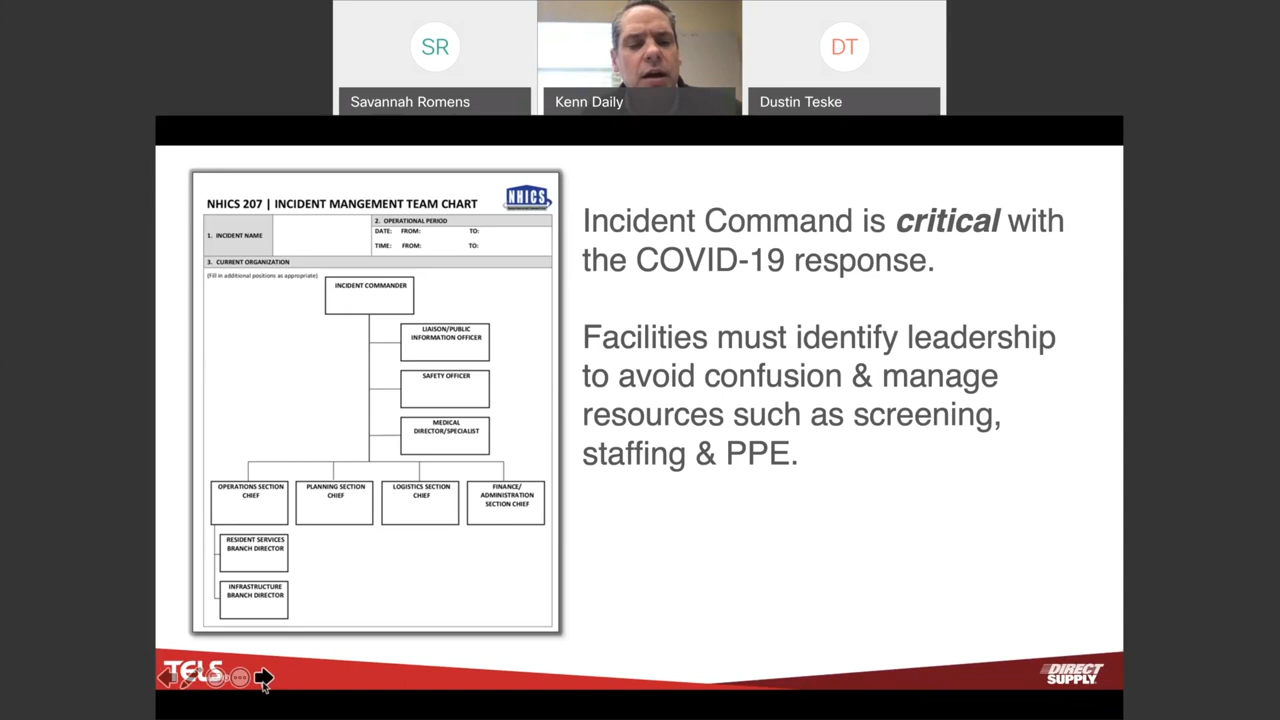 SR
DT
Savannah Romens
Kenn Daily
Dustin Teske
NHICS 207 | INCIDENT MANGEMENT TEAM CHART
NHICS
1. INCIDENT NAME
2. OPERATIONAL PERIOD
DATE: FROM: TO:
TIME: FROM: TO:
3. CURRENT ORGANIZATION
(Fill in additional positions as appropriate)
INCIDENT COMMANDER
LIAISON/PUBLIC
INFORMATION OFFICER
SAFETY OFFICER
MEDICAL
DIRECTOR/SPECIALIST
OPERATIONS SECTION
CHIEF
PLANNING SECTION
CHIEF
LOGISTICS SECTION
CHIEF
FINANCE/
ADMINISTRATION
SECTION CHIEF
RESIDENT SERVICES
BRANCH DIRECTOR
INFRASTRUCTURE
BRANCH DIRECTOR
Incident Command is critical with
the COVID-19 response.
Facilities must identify leadership
to avoid confusion & manage
resources such as screening,
staffing & PPE.
TELS
DIRECT
SUPPLY